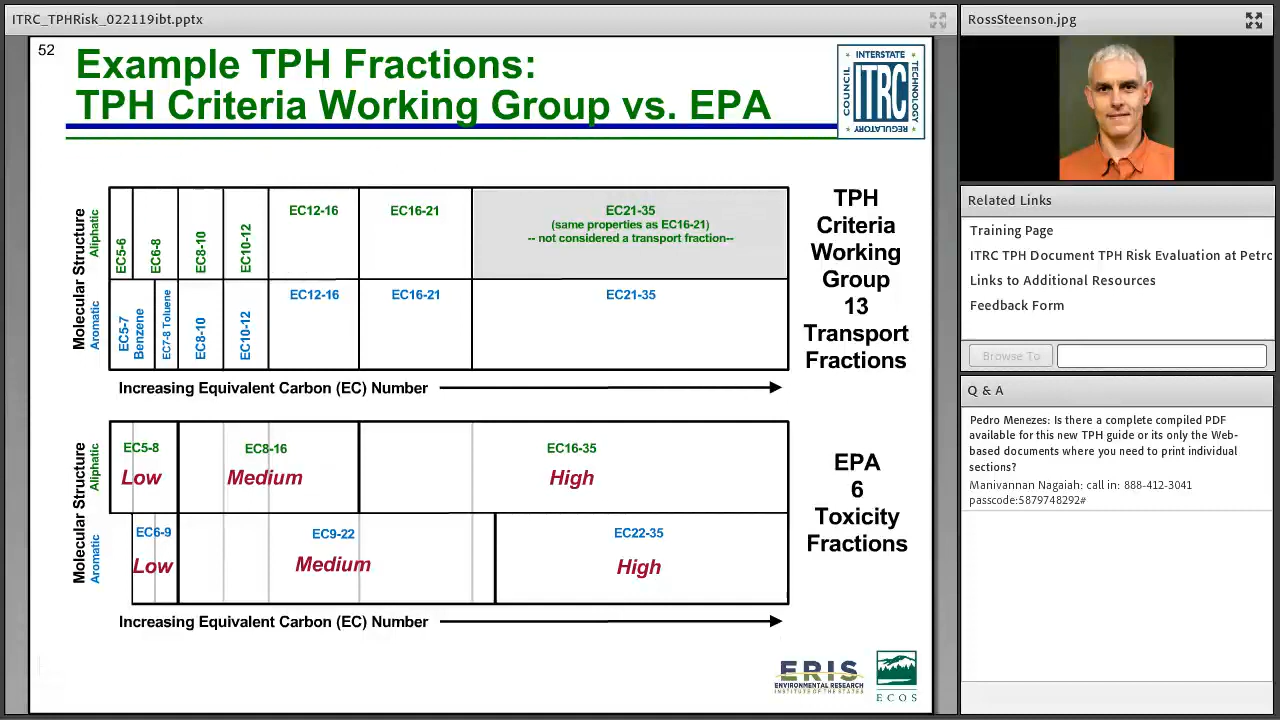 ITRC_TPHRisk_022119ibt.pptx
52
Example TPH Fractions:
TPH Criteria Working Group vs. EPA
INTERSTATE
COUNCIL
ITRC
TECHNOLOGY
REGULATORY
Molecular Structure
Aliphatic
EC5-6
EC6-8
EC8-10
EC10-12
EC12-16
EC16-21
EC21-35
(same properties as EC16-21)
-- not considered a transport fraction--
Aromatic
EC5-7
Benzene
EC7-8 Toluene
EC8-10
EC10-12
EC12-16
EC16-21
EC21-35
TPH
Criteria
Working
Group
13
Transport
Fractions
Increasing Equivalent Carbon (EC) Number
Molecular Structure
Aliphatic
EC5-8
Low
EC8-16
Medium
EC16-35
High
Aromatic
EC6-9
Low
EC9-22
Medium
EC22-35
High
EPA
6
Toxicity
Fractions
Increasing Equivalent Carbon (EC) Number
ERIS
ENVIRONMENTAL RESEARCH
INSTITUTE OF THE STATES
ECOS
RossSteenson.jpg
Related Links
Training Page
ITRC TPH Document TPH Risk Evaluation at Petrc
Links to Additional Resources
Feedback Form
Browse To
Q & A
Pedro Menezes: Is there a complete compiled PDF
available for this new TPH guide or its only the Web-
based documents where you need to print individual
sections?
Manivannan Nagaiah: call in: 888-412-3041
passcode:5879748292#